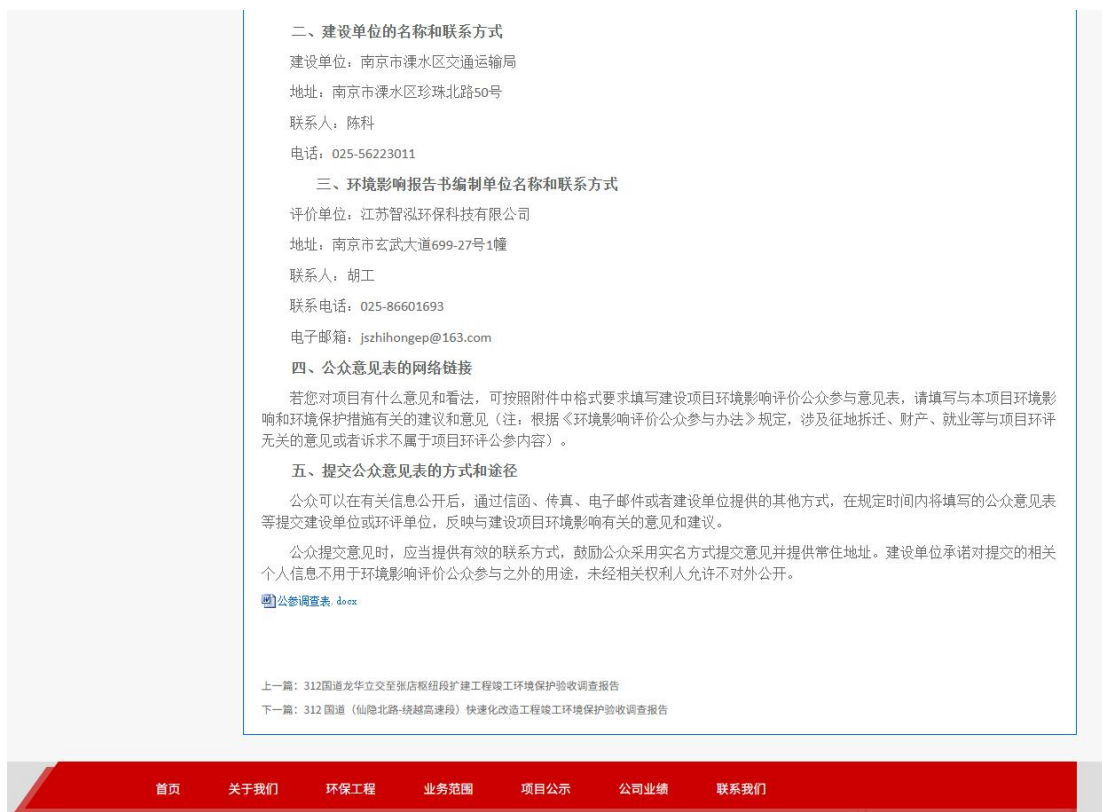 二、建设单位的名称和联系方式
建设单位：南京市溧水区交通运输局
地址：南京市溧水区珍珠北路50号
联系人：陈科
电话：025-56223011
三、环境影响报告书编制单位名称和联系方式
评价单位：江苏智泓环保科技有限公司
地址：南京市玄武大道699-27号1幢
联系人：胡工
联系电话：025-86601693
电子邮箱：jszhihongep@163.com
四、公众意见表的网络链接
若您对项目有什么意见和看法，可按照附件中格式要求填写建设项目环境影响评价公众参与意见表，请填写与本项目环境影
响和环境保护措施有关的建议和意见（注：根据《环境影响评价公众参与办法》规定，涉及征地拆迁、财产、就业等与项目环评
无关的意见或者诉求不属于项目环评公参内容）。
五、提交公众意见表的方式和途径
公众可以在有关信息公开后，通过信函、传真、电子邮件或者建设单位提供的其他方式，在规定时间内将填写的公众意见表
等提交建设单位或环评单位，反映与建设项目环境影响有关的意见和建议。
公众提交意见时，应当提供有效的联系方式，鼓励公众采用实名方式提交意见并提供常住地址。建设单位承诺对提交的相关
个人信息不用于环境影响评价公众参与之外的用途，未经相关权利人允许不对外公开。
公参调查表.docx
上一篇：312国道龙华立交至张店枢纽段扩建工程竣工环境保护验收调查报告
下一篇：312 国道（仙隐北路-绕越高速段）快速化改造工程竣工环境保护验收调查报告
首页 关于我们 环保工程 业务范围 项目公示 公司业绩 联系我们